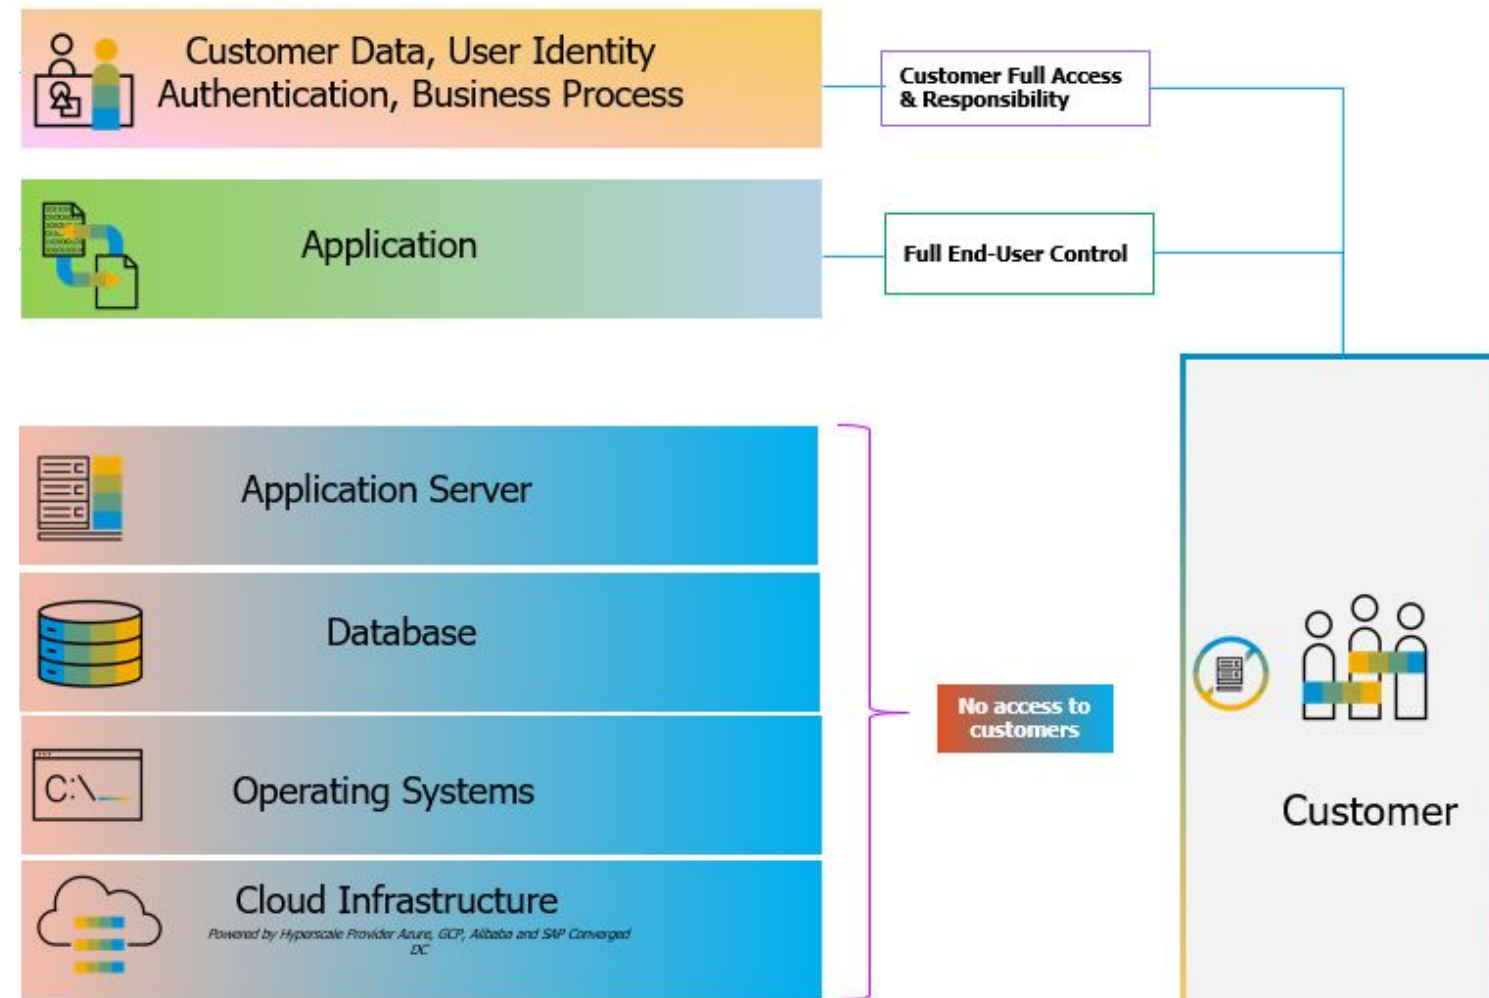 Customer Data, User Identity
Authentication, Business Process
Customer Full Access
& Responsibility
Application
Full End-User Control
Application Server
Database
No access to
customers
Operating Systems
C:\
Customer
Cloud Infrastructure
Powered by Hyperscale Provider Azure, GCP, Alibaba and SAP Converged
DC